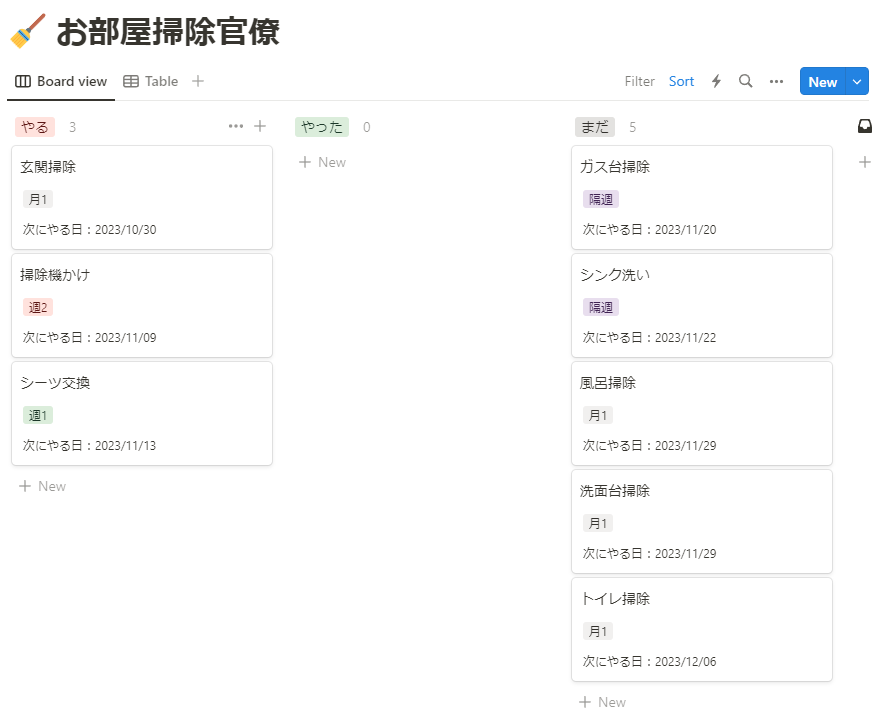 お部屋掃除官僚
Board view Table
Filter Sort New
やる 3
玄関掃除
月1
次にやる日：2023/10/30
掃除機かけ
週2
次にやる日：2023/11/09
シーツ交換
週1
次にやる日：2023/11/13
New
やった 0
New
まだ 5
ガス台掃除
隔週
次にやる日：2023/11/20
シンク洗い
隔週
次にやる日：2023/11/22
風呂掃除
月1
次にやる日：2023/11/29
洗面台掃除
月1
次にやる日：2023/11/29
トイレ掃除
月1
次にやる日：2023/12/06
New